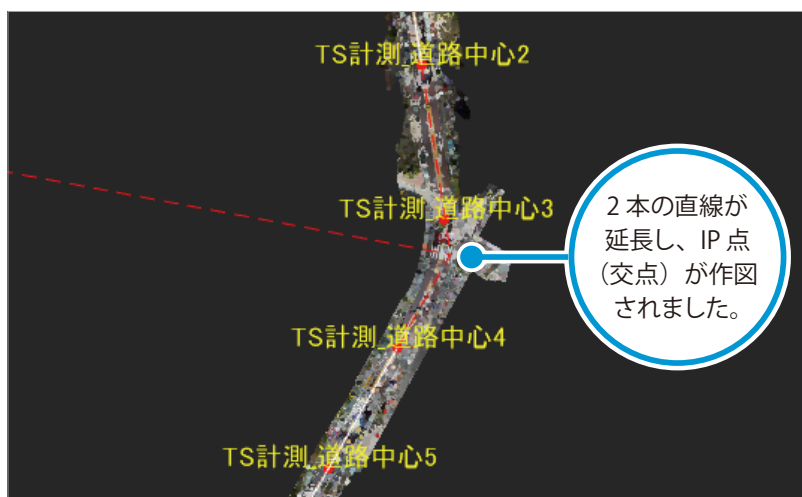 TS計測_道路中心2
TS計測_道路中心3
2本の直線が
延長し、IP点
（交点）が作図
されました。
TS計測_道路中心4
TS計測_道路中心5